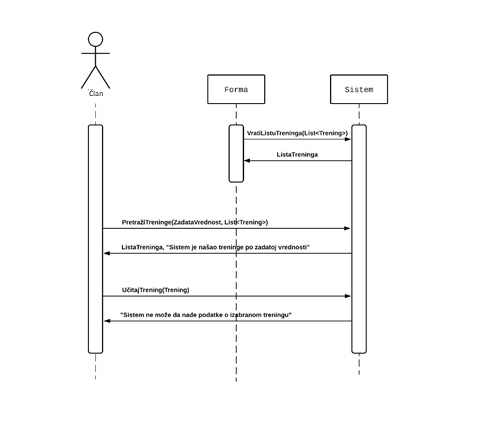 Član
Forma
Sistem
VratiListuTreninga(List<Trening>)
ListaTreninga
PretražiTreninge(ZadataVrednost, List<Trening>)
ListaTreninga, "Sistem je našao treninge po zadatoj vrednosti"
UčitajTrening(Trening)
"Sistem ne može da nađe podatke o izabranom treningu"